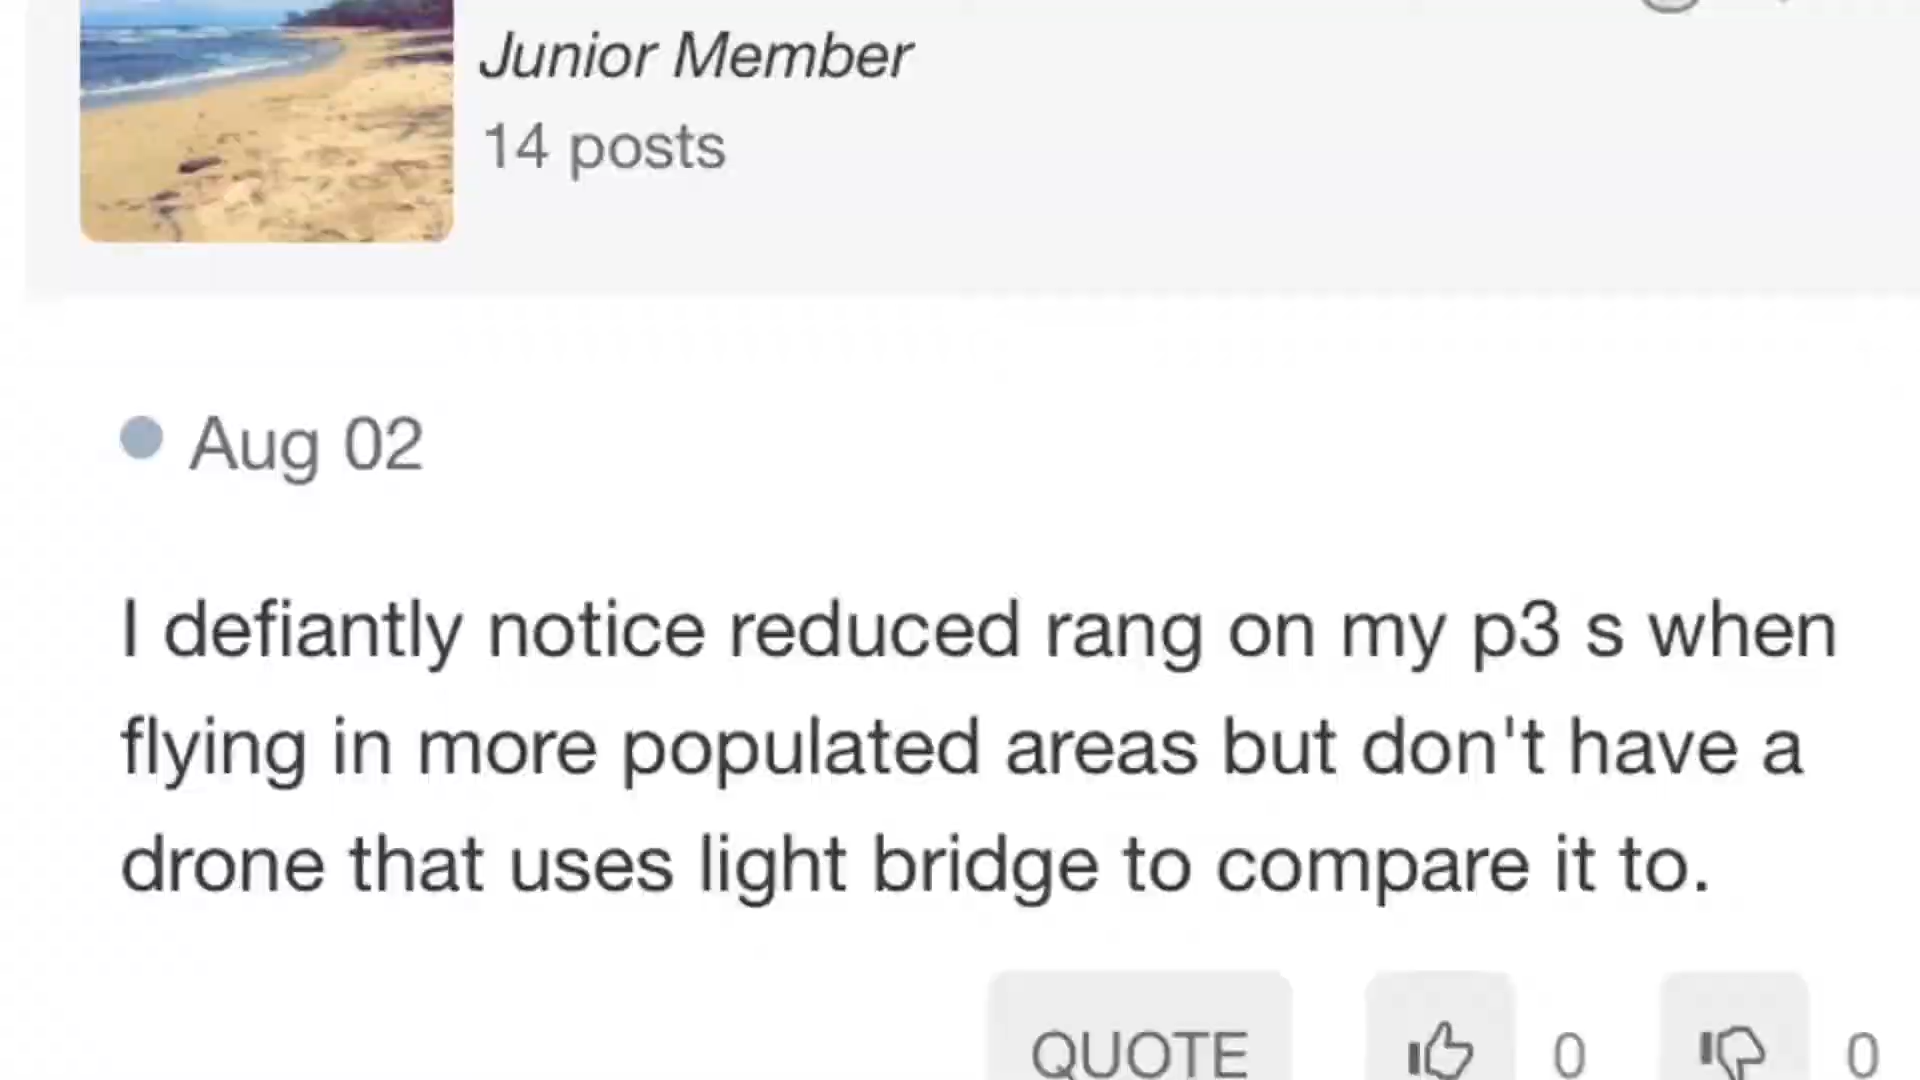 Junior Member
14 posts
Aug 02
I defiantly notice reduced rang on my p3 s when
flying in more populated areas but don't have a
drone that uses light bridge to compare it to.
QUOTE 0 0